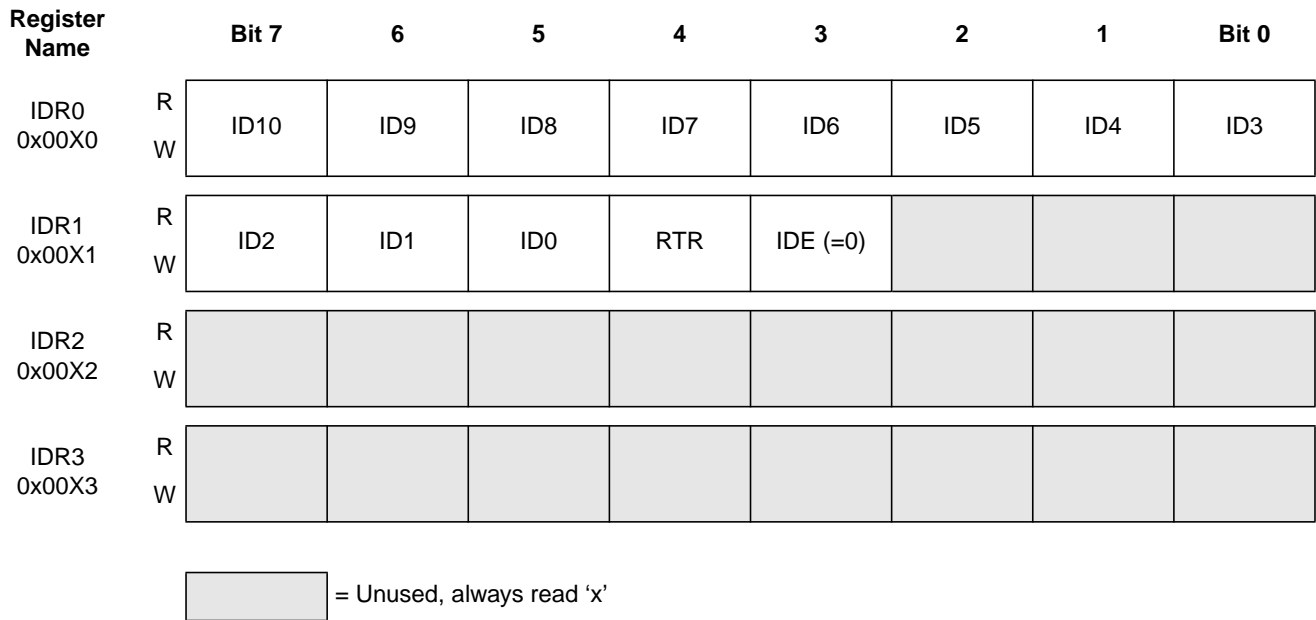 Register
Name
Bit 7 6 5 4 3 2 1 Bit 0
IDR0
0x00X0
R
W
ID10 ID9 ID8 ID7 ID6 ID5 ID4 ID3
IDR1
0x00X1
R
W
ID2 ID1 ID0 RTR IDE (=0)
IDR2
0x00X2
R
W
IDR3
0x00X3
R
W
= Unused, always read ‘x’